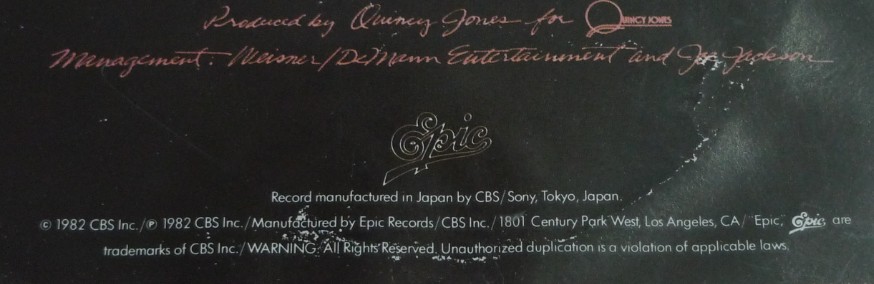 Produced by Quincy Jones for QUINCY JONES
Management: Weisner/DeMann Entertainment and Joe Jackson
Epic
Record manufactured in Japan by CBS/Sony, Tokyo, Japan.
© 1982 CBS Inc./℗ 1982 CBS Inc./Manufactured by Epic Records/CBS Inc./1801 Century Park West, Los Angeles, CA/"Epic," Epic are
trademarks of CBS Inc./WARNING: All Rights Reserved. Unauthorized duplication is a violation of applicable laws.